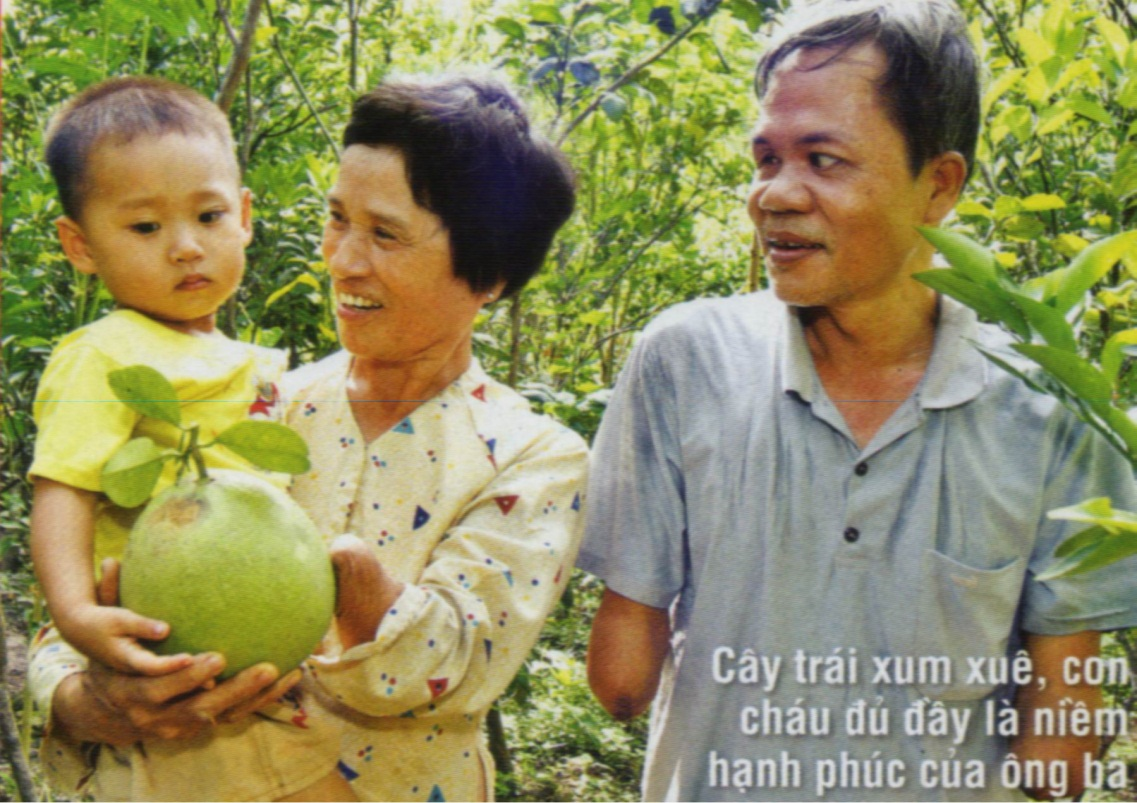 Cây trái xum xuê, con
cháu đủ đầy là niềm
hạnh phúc của ông bà